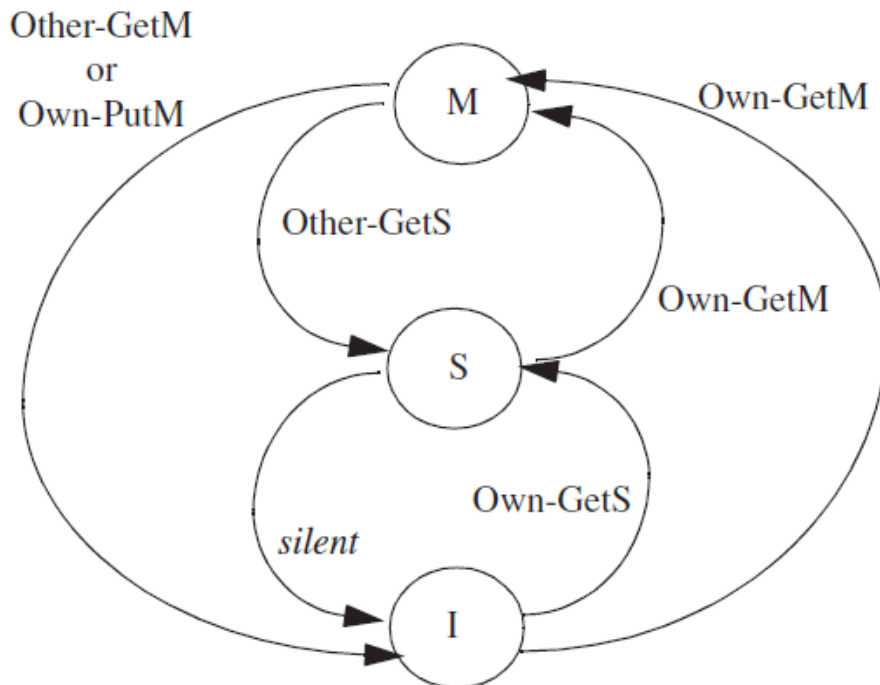 Other-GetM
or
Own-PutM
M
Own-GetM
Other-GetS
Own-GetM
S
Own-GetS
silent
I